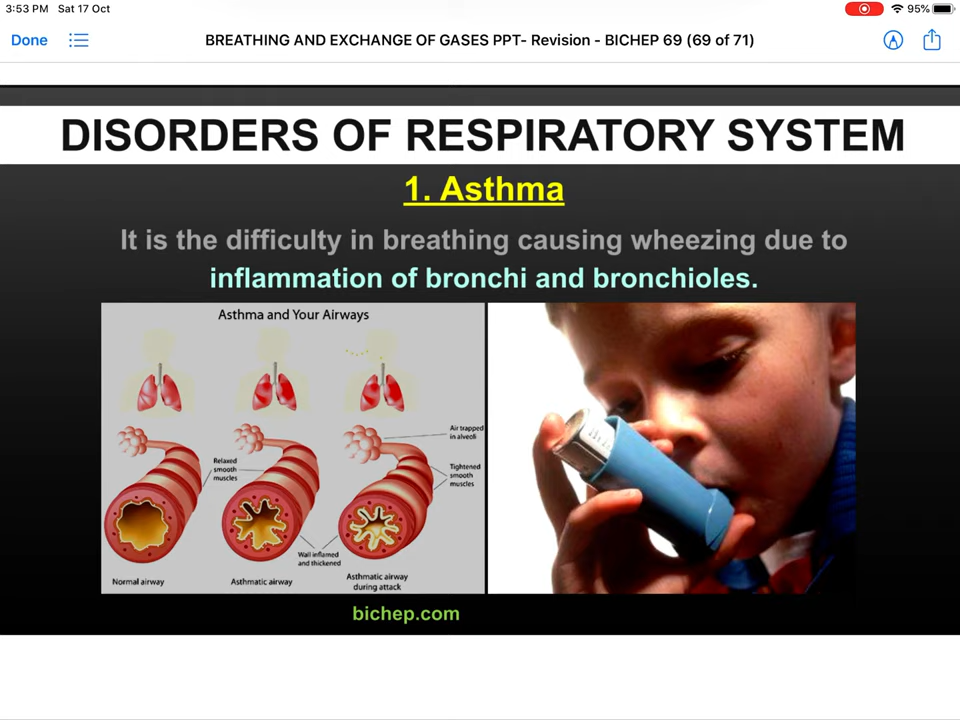 3:53 PM Sat 17 Oct
95%
Done
BREATHING AND EXCHANGE OF GASES PPT- Revision - BICHEP 69 (69 of 71)
DISORDERS OF RESPIRATORY SYSTEM
1. Asthma
It is the difficulty in breathing causing wheezing due to
inflammation of bronchi and bronchioles.
Asthma and Your Airways
Air trapped
in alveoli
Relaxed
smooth
muscles
Tightened
smooth
muscles
Wall inflamed
and thickened
Normal airway
Asthmatic airway
Asthmatic airway
during attack
bichep.com